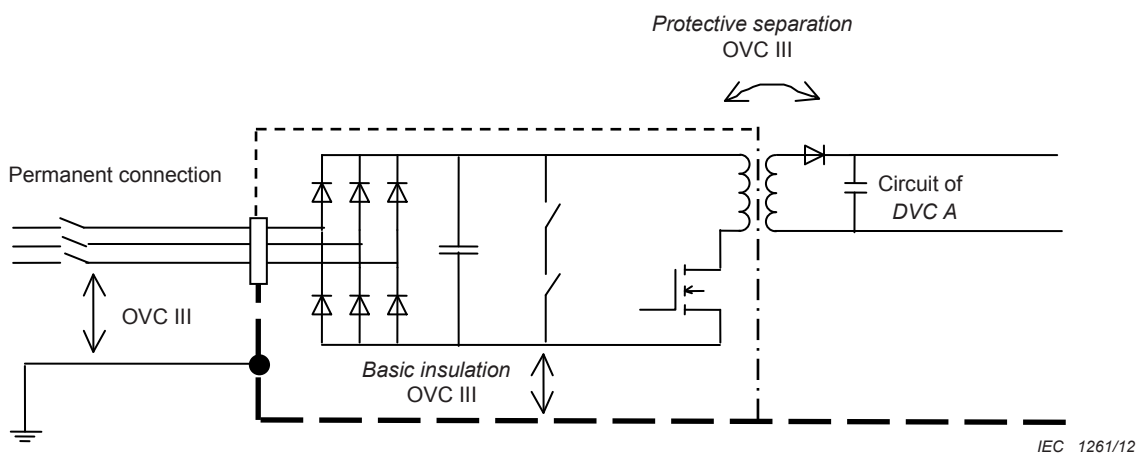 Protective separation
OVC III
Permanent connection
Circuit of
DVC A
OVC III
Basic insulation
OVC III
IEC 1261/12